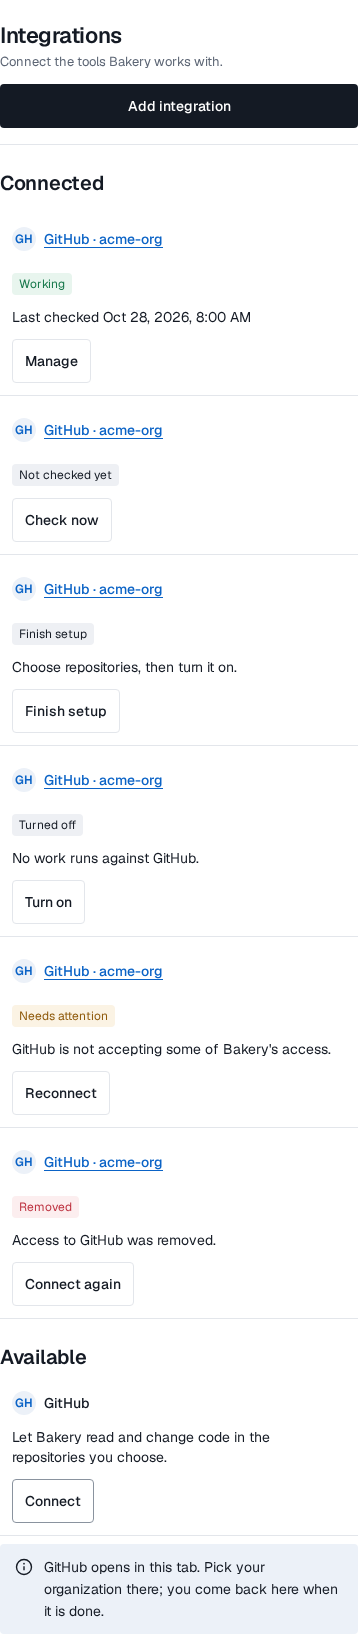 Integrations
Connect the tools Bakery works with.
Add integration
Connected
GH GitHub · acme-org
Working
Last checked Oct 28, 2026, 8:00 AM
Manage
GH GitHub · acme-org
Not checked yet
Check now
GH GitHub · acme-org
Finish setup
Choose repositories, then turn it on.
Finish setup
GH GitHub · acme-org
Turned off
No work runs against GitHub.
Turn on
GH GitHub · acme-org
Needs attention
GitHub is not accepting some of Bakery's access.
Reconnect
GH GitHub · acme-org
Removed
Access to GitHub was removed.
Connect again
Available
GH GitHub
Let Bakery read and change code in the
repositories you choose.
Connect
GitHub opens in this tab. Pick your
organization there; you come back here when
it is done.